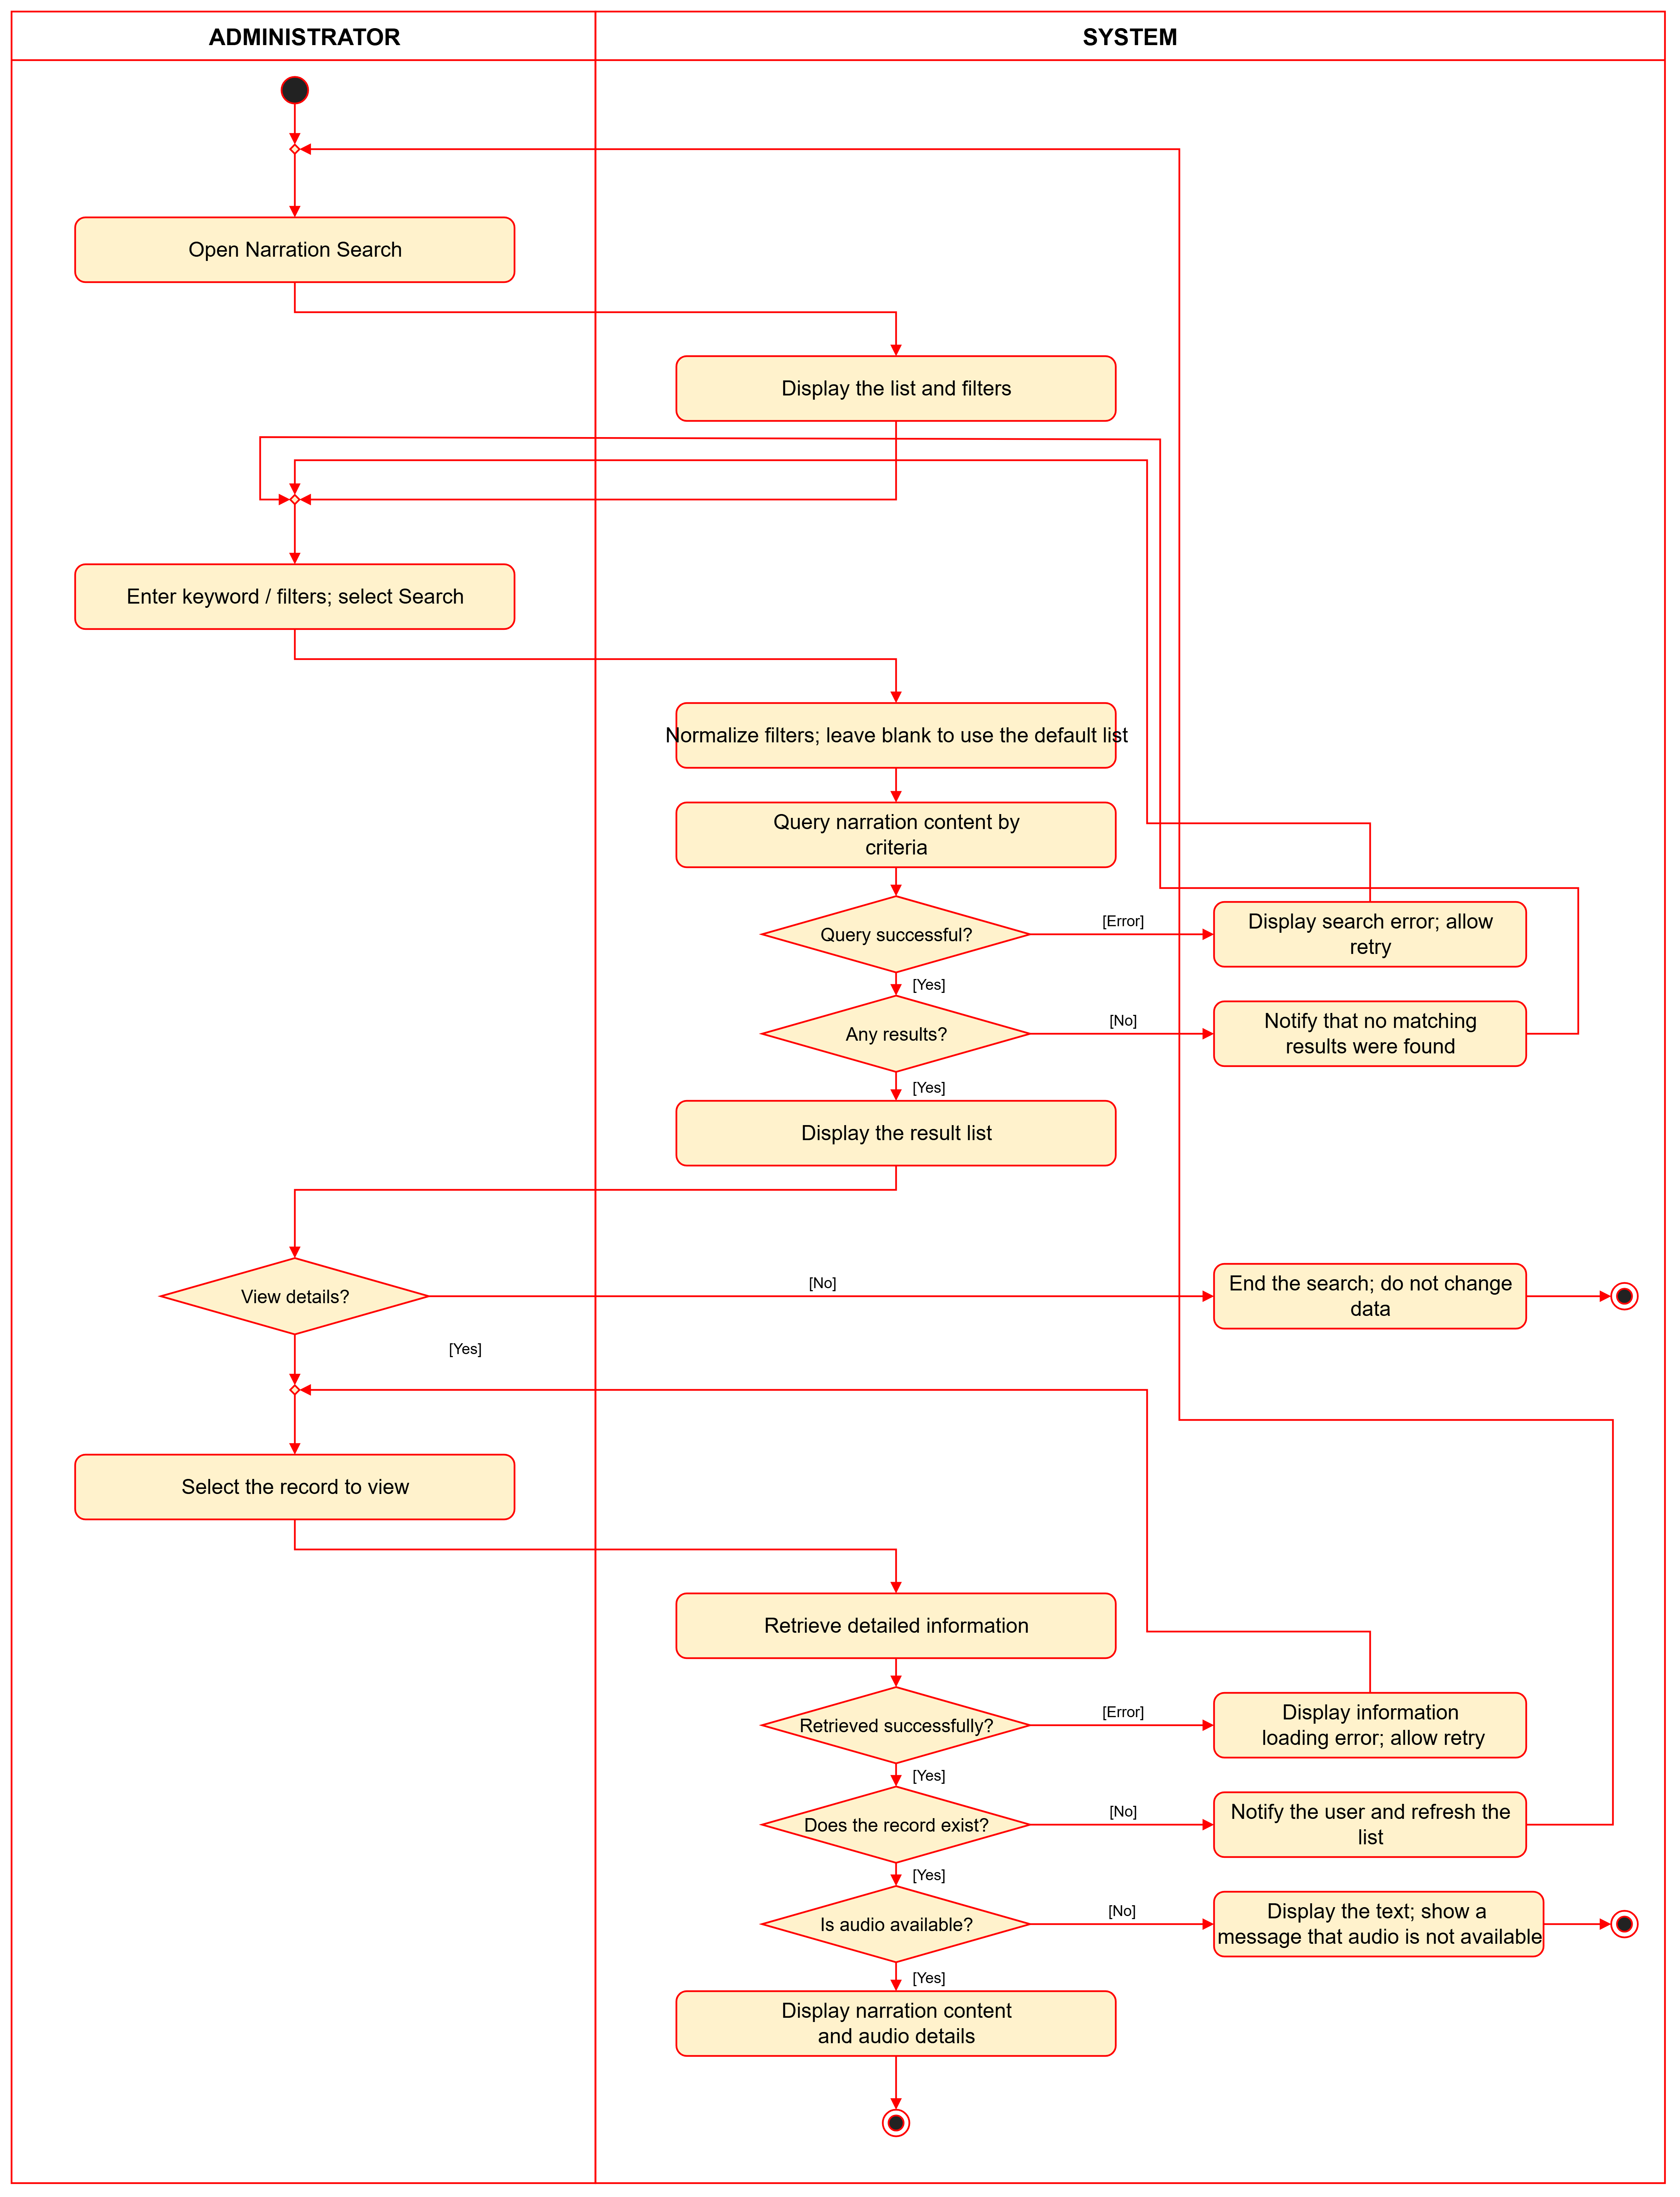 ADMINISTRATOR
SYSTEM
Open Narration Search
Display the list and filters
Enter keyword / filters; select Search
Normalize filters; leave blank to use the default list
Query narration content by
criteria
Query successful?
[Error]
Display search error; allow
retry
[Yes]
Any results?
[No]
Notify that no matching
results were found
[Yes]
Display the result list
View details?
[No]
End the search; do not change
data
[Yes]
Select the record to view
Retrieve detailed information
Retrieved successfully?
[Error]
Display information
loading error; allow retry
[Yes]
Does the record exist?
[No]
Notify the user and refresh the
list
[Yes]
Is audio available?
[No]
Display the text; show a
message that audio is not available
[Yes]
Display narration content
and audio details